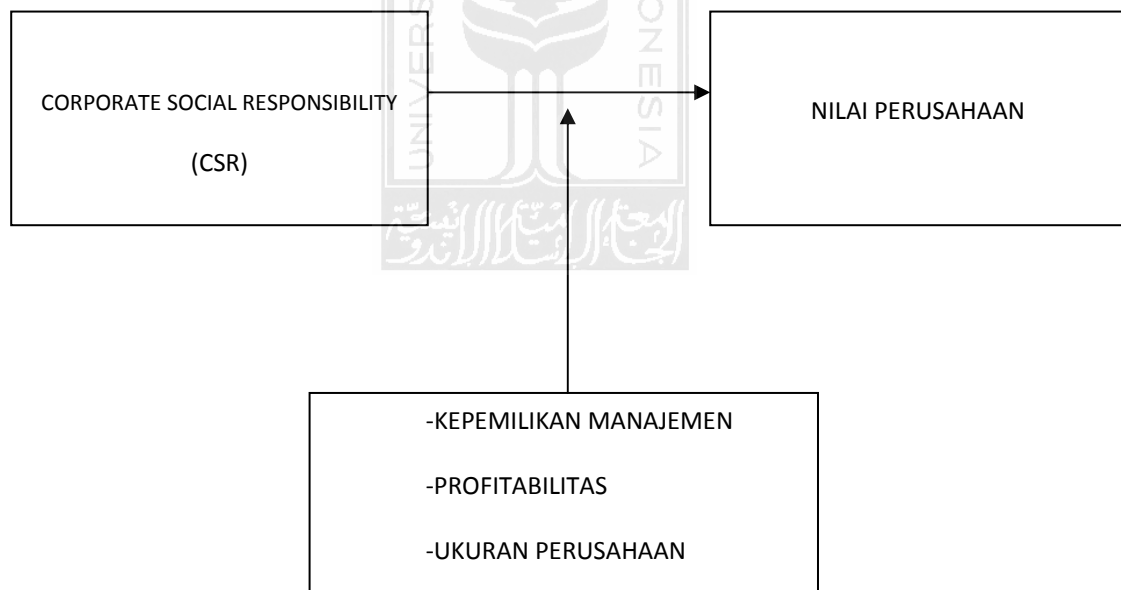 CORPORATE SOCIAL RESPONSIBILITY
(CSR)
NILAI PERUSAHAAN
-KEPEMILIKAN MANAJEMEN
-PROFITABILITAS
-UKURAN PERUSAHAAN